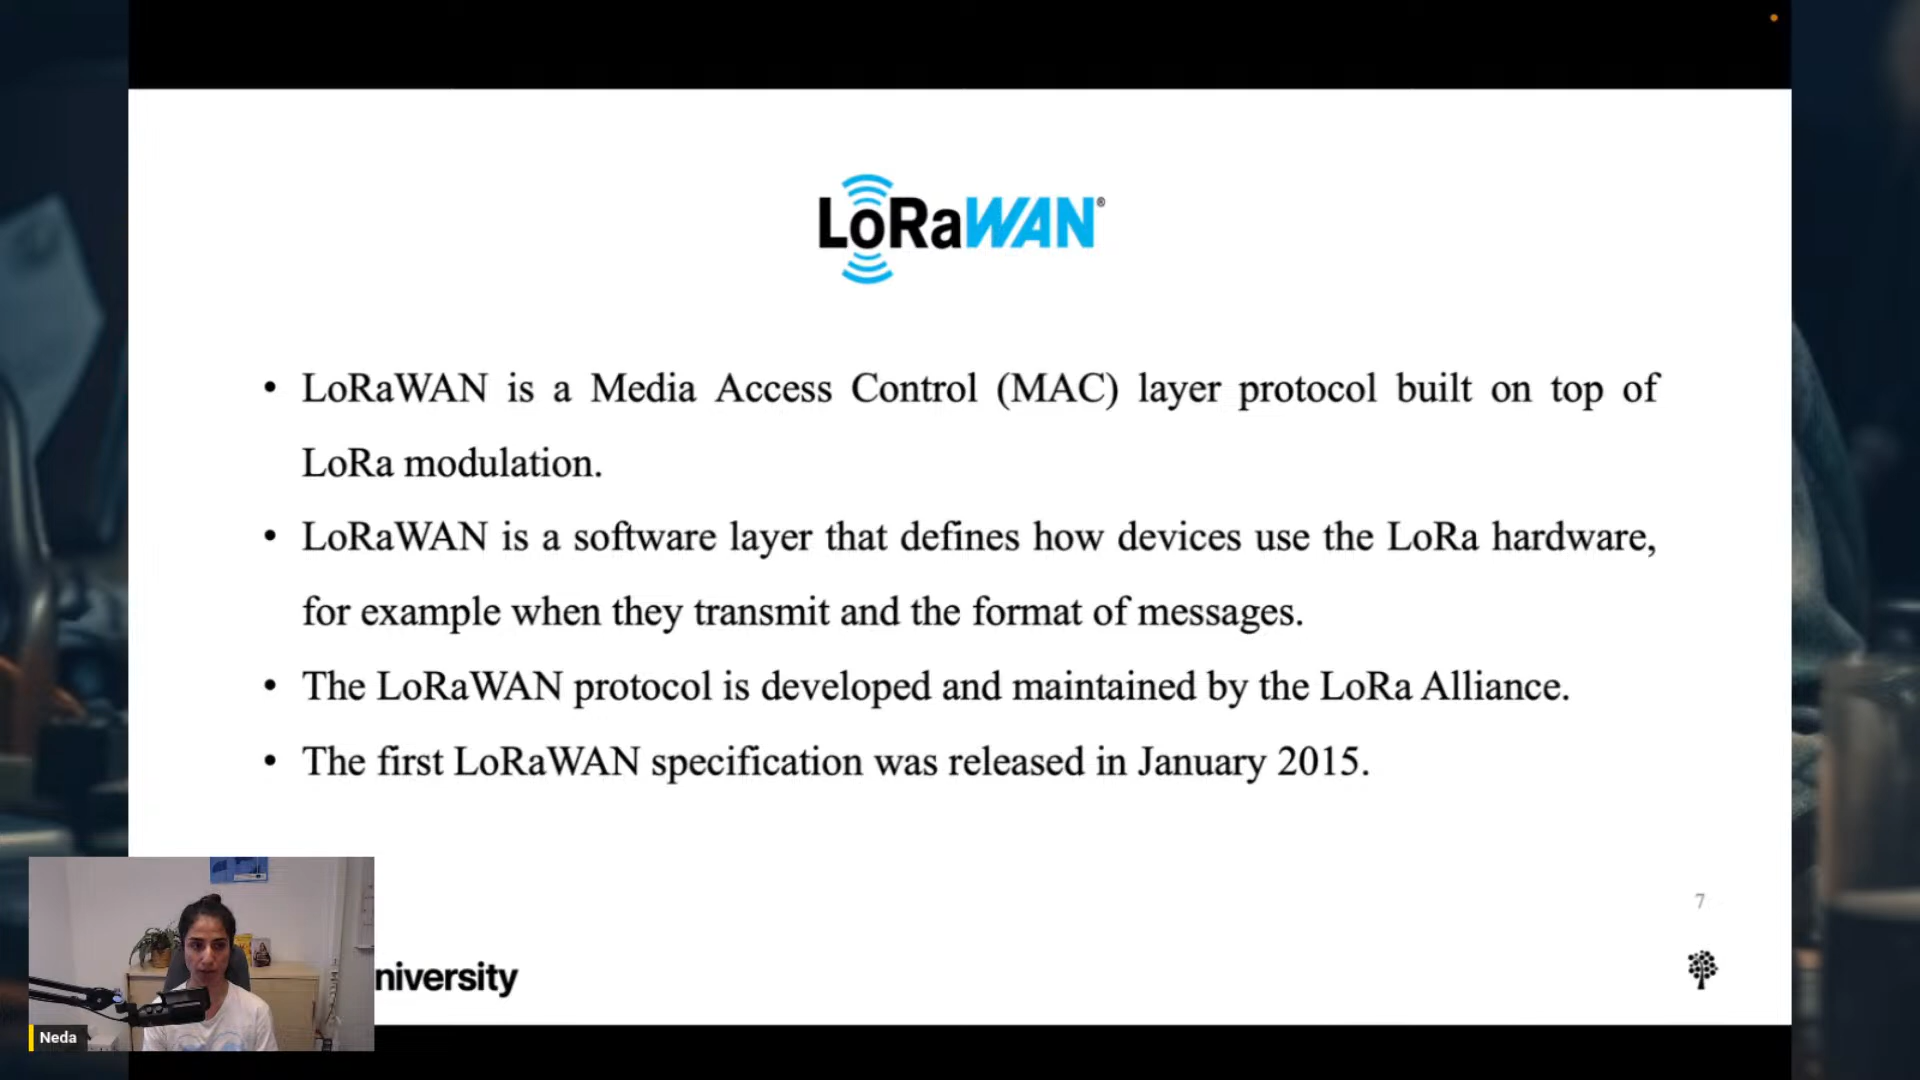 LoRaWAN®
• LoRaWAN is a Media Access Control (MAC) layer protocol built on top of
LoRa modulation.
• LoRaWAN is a software layer that defines how devices use the LoRa hardware,
for example when they transmit and the format of messages.
• The LoRaWAN protocol is developed and maintained by the LoRa Alliance.
• The first LoRaWAN specification was released in January 2015.
7
niversity
Neda